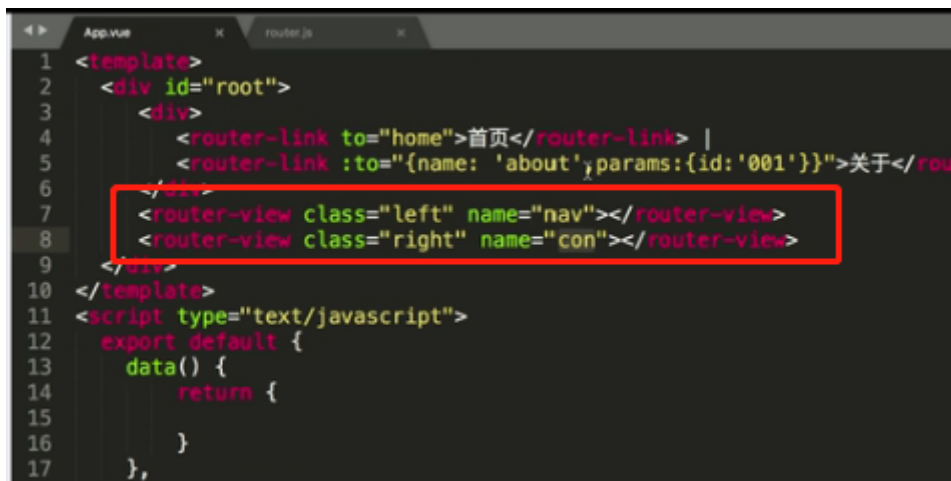 App.vue × router.js ×
1 <template>
2 <div id="root">
3 <div>
4 <router-link to="home">首页</router-link> |
5 <router-link :to="{name: 'about',params:{id:'001'}}">关于</rou
6 </div>
7 <router-view class="left" name="nav"></router-view>
8 <router-view class="right" name="con"></router-view>
9 </div>
10 </template>
11 <script type="text/javascript">
12 export default {
13 data() {
14 return {
15
16 }
17 },